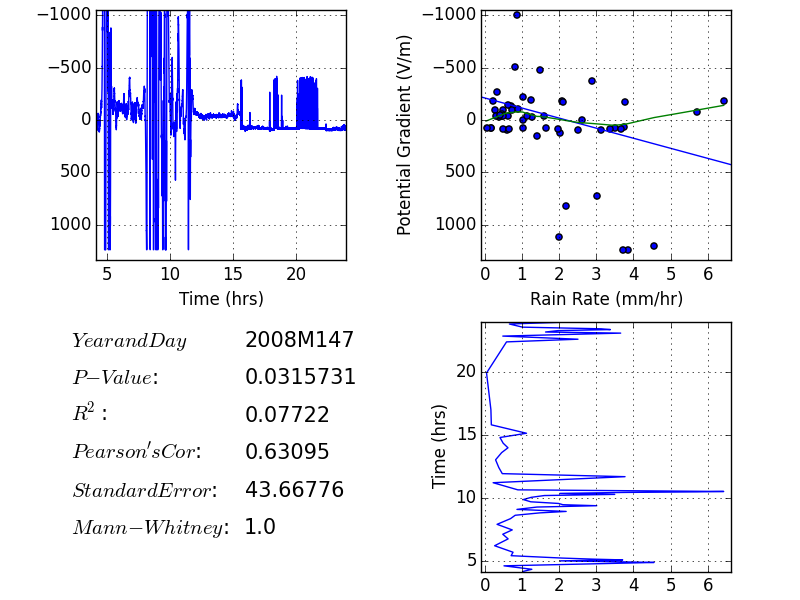 −1000
−500
0
500
1000
5 10 15 20
Time (hrs)
Potential Gradient (V/m)
−1000
−500
0
500
1000
0 1 2 3 4 5 6
Rain Rate (mm/hr)
YearandDay 2008M147
P−Value: 0.0315731
R²: 0.07722
Pearson′sCor: 0.63095
StandardError: 43.66776
Mann−Whitney: 1.0
Time (hrs)
20
15
10
5
0 1 2 3 4 5 6